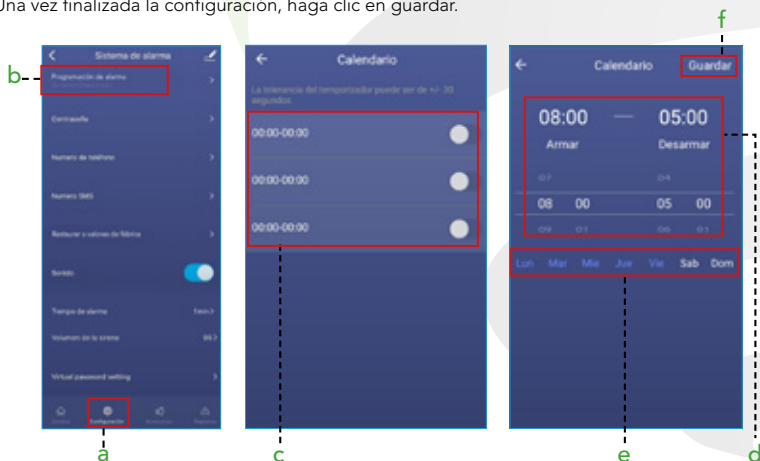 Una vez finalizada la configuración, haga clic en guardar.
f
b
Sistema de alarma
Programación de alarma
Contraseña
Numero de teléfono
Numero SMS
Restaurar a valores de fábrica
Sonido
Tiempo de alarma 1min
Volumen de la sirena
Virtual password setting
Configuración
a
Calendario
La tolerancia del temporizador puede ser de +/- 30
segundos.
00:00-00:00
00:00-00:00
00:00-00:00
c
Calendario Guardar
08:00 — 05:00
Armar Desarmar
07 04
08 00 05 00
09 01 06 01
Lun Mar Mie Jue Vie Sab Dom
e
d